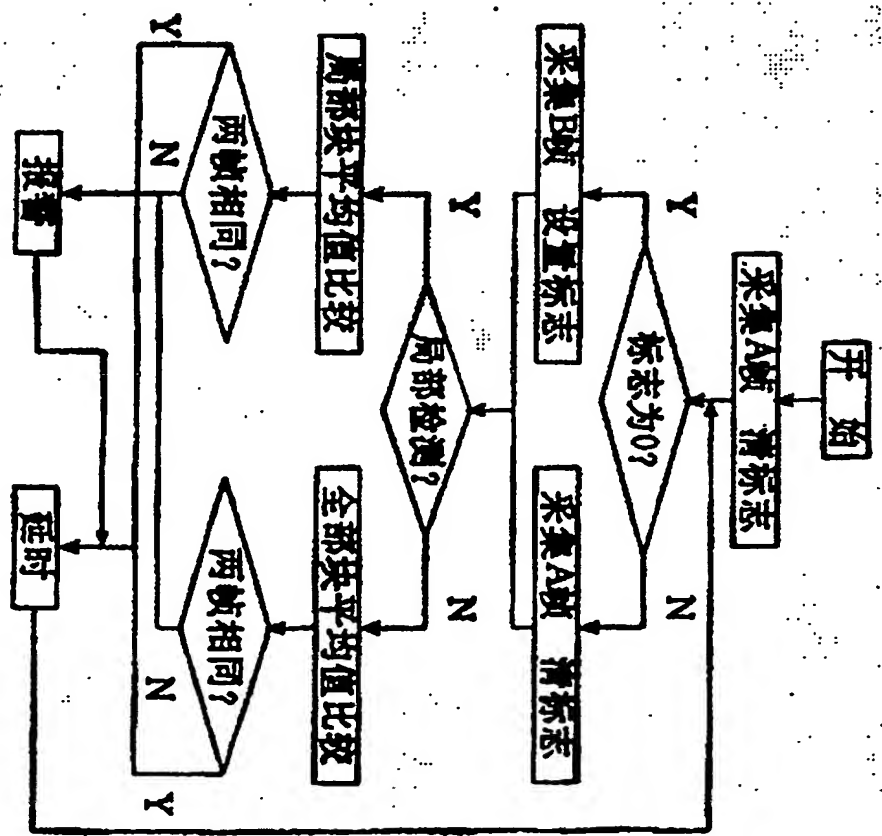 开始
采集A帧 清标志
标志为0?
Y
N
采集B帧 设置标志
采集A帧 清标志
局部检测?
Y
N
局部块平均值比较
全部块平均值比较
两帧相同?
两帧相同?
Y
N
N
Y
报警
延时